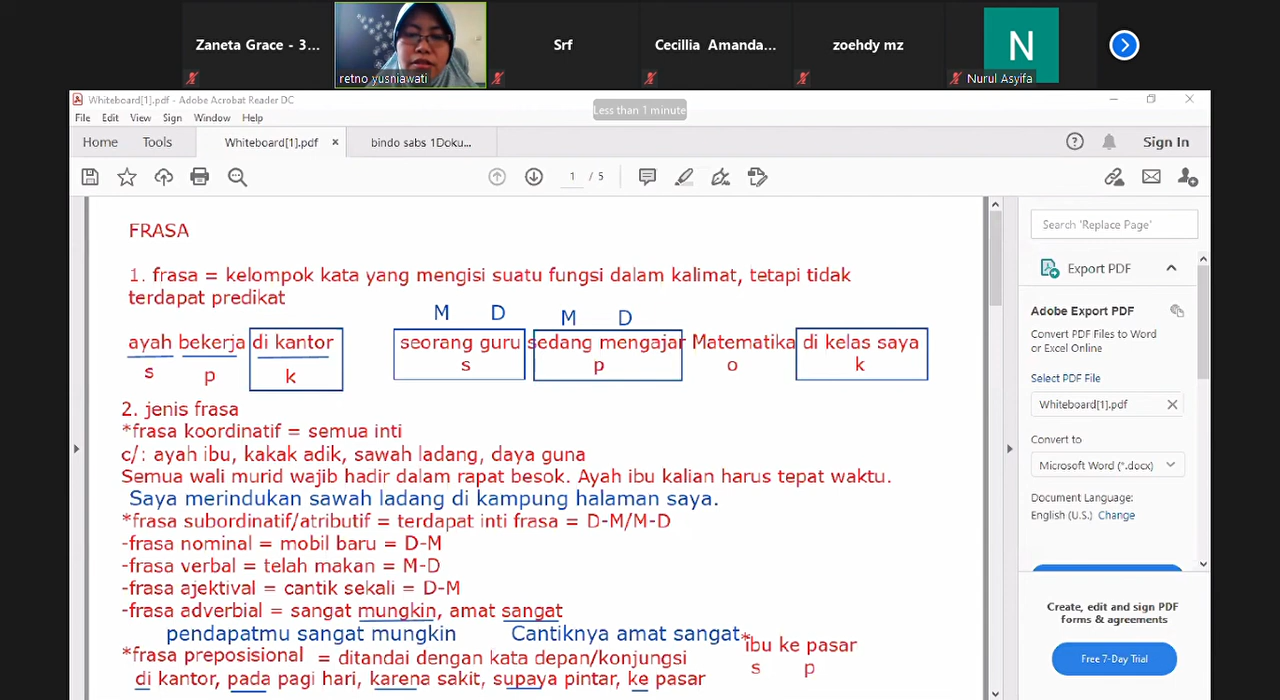 Zaneta Grace - 3...
retno yusniawati
Srf
Cecillia Amanda...
zoehdy mz
N
Nurul Asyifa
Whiteboard[1].pdf - Adobe Acrobat Reader DC
Less than 1 minute
File Edit View Sign Window Help
Home Tools Whiteboard[1].pdf × bindo sabs 1Doku... Sign In
1 / 5
FRASA
1. frasa = kelompok kata yang mengisi suatu fungsi dalam kalimat, tetapi tidak
terdapat predikat
M D M D
ayah bekerja di kantor seorang guru sedang mengajar Matematika di kelas saya
s p k s p o k
2. jenis frasa
*frasa koordinatif = semua inti
c/: ayah ibu, kakak adik, sawah ladang, daya guna
Semua wali murid wajib hadir dalam rapat besok. Ayah ibu kalian harus tepat waktu.
Saya merindukan sawah ladang di kampung halaman saya.
*frasa subordinatif/atributif = terdapat inti frasa = D-M/M-D
-frasa nominal = mobil baru = D-M
-frasa verbal = telah makan = M-D
-frasa ajektival = cantik sekali = D-M
-frasa adverbial = sangat mungkin, amat sangat
pendapatmu sangat mungkin Cantiknya amat sangat
*frasa preposisional = ditandai dengan kata depan/konjungsi
di kantor, pada pagi hari, karena sakit, supaya pintar, ke pasar
*ibu ke pasar
s p
Search 'Replace Page'
Export PDF
Adobe Export PDF
Convert PDF Files to Word
or Excel Online
Select PDF File
Whiteboard[1].pdf
Convert to
Microsoft Word (*.docx)
Document Language:
English (U.S.) Change
Create, edit and sign PDF
forms & agreements
Free 7-Day Trial